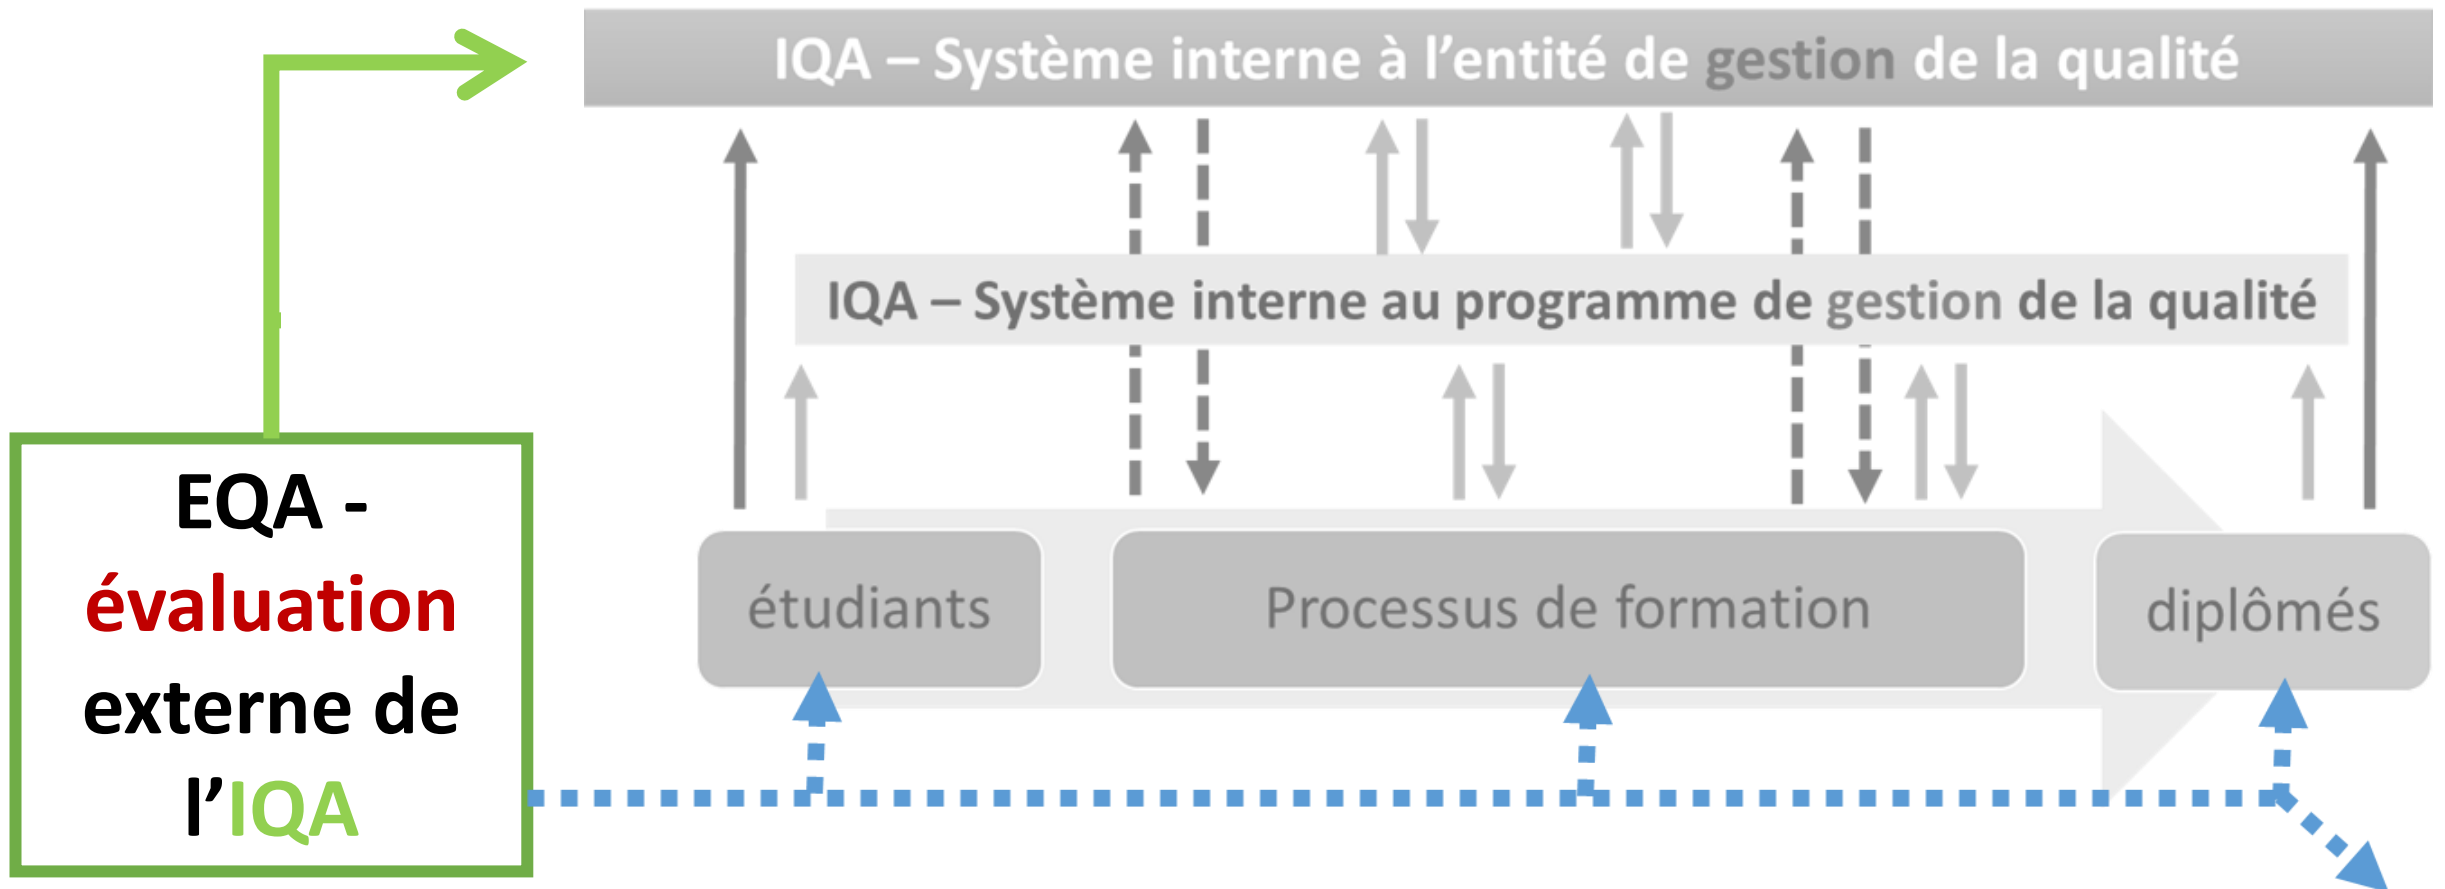 IQA – Système interne à l’entité de gestion de la qualité
IQA – Système interne au programme de gestion de la qualité
EQA -
évaluation
externe de
l’IQA
étudiants
Processus de formation
diplômés